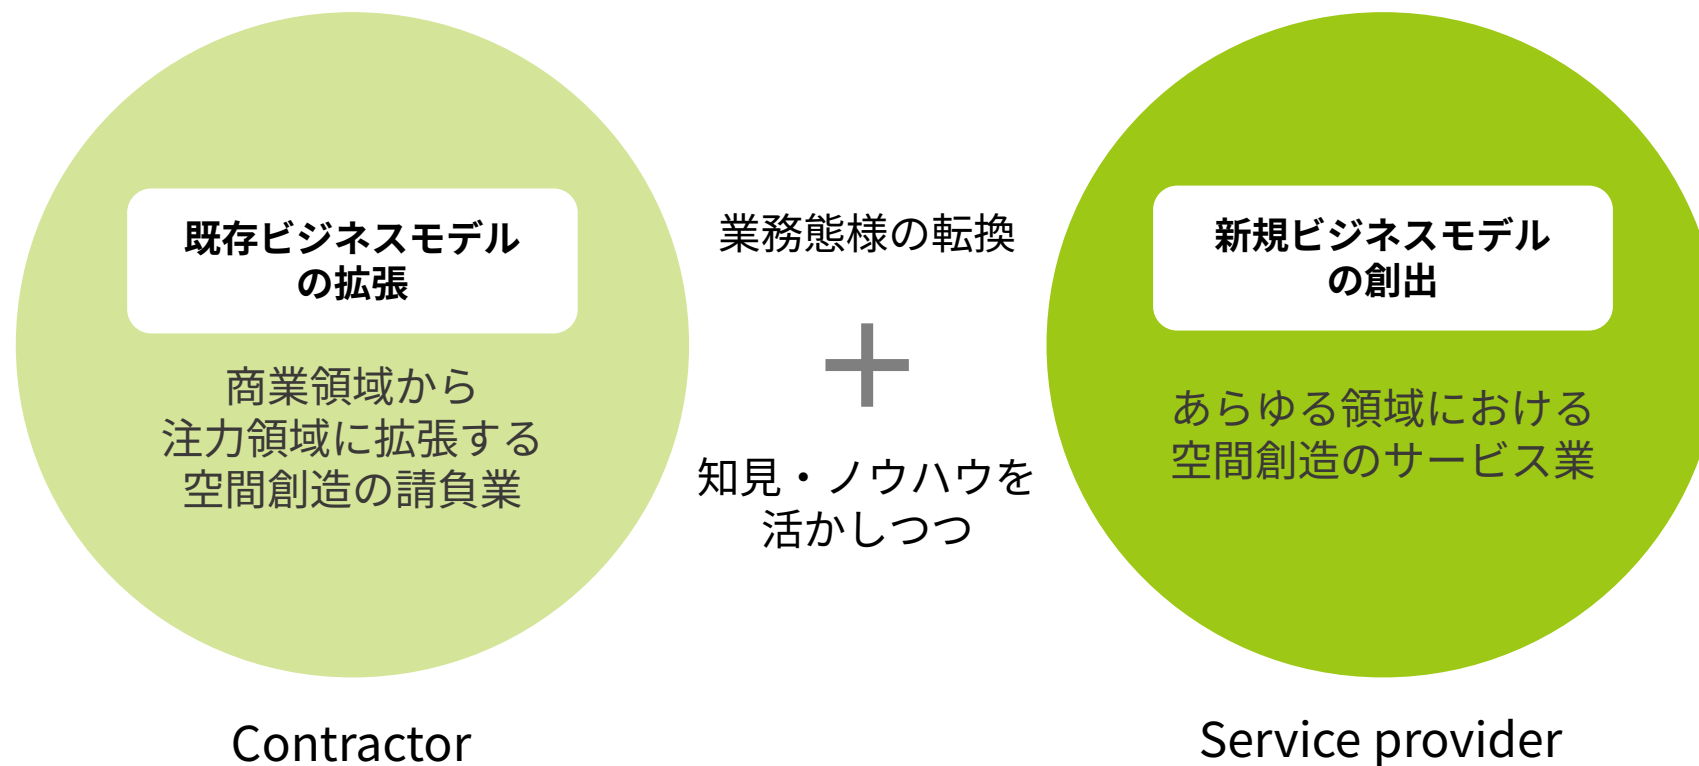 既存ビジネスモデル
の拡張
商業領域から
注力領域に拡張する
空間創造の請負業
Contractor
業務態様の転換
+
知見・ノウハウを
活かしつつ
新規ビジネスモデル
の創出
あらゆる領域における
空間創造のサービス業
Service provider